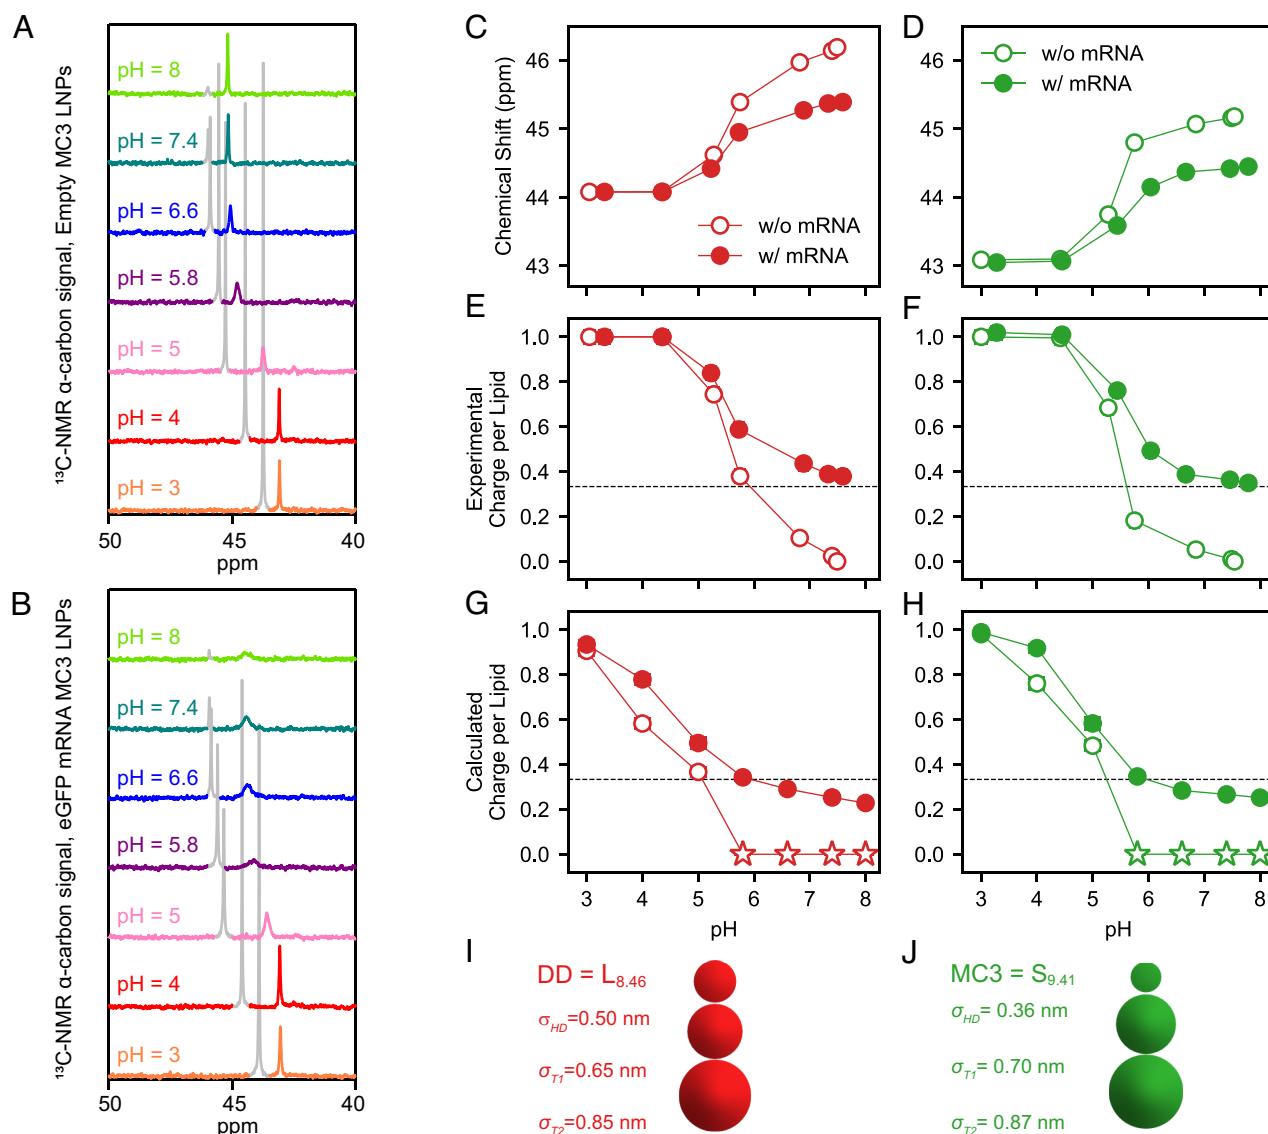 A
¹³C-NMR α-carbon signal, Empty MC3 LNPs
pH = 8
pH = 7.4
pH = 6.6
pH = 5.8
pH = 5
pH = 4
pH = 3
50 45 40
ppm
B
¹³C-NMR α-carbon signal, eGFP mRNA MC3 LNPs
pH = 8
pH = 7.4
pH = 6.6
pH = 5.8
pH = 5
pH = 4
pH = 3
50 45 40
ppm
C
Chemical Shift (ppm)
46
45
44
43
w/o mRNA
w/ mRNA
D
w/o mRNA
w/ mRNA
46
45
44
43
E
Experimental
Charge per Lipid
1.0
0.8
0.6
0.4
0.2
0.0
F
1.0
0.8
0.6
0.4
0.2
0.0
G
Calculated
Charge per Lipid
1.0
0.8
0.6
0.4
0.2
0.0
3 4 5 6 7 8
pH
H
1.0
0.8
0.6
0.4
0.2
0.0
3 4 5 6 7 8
pH
I
DD = L8.46
σHD=0.50 nm
σT1=0.65 nm
σT2=0.85 nm
J
MC3 = S9.41
σHD= 0.36 nm
σT1= 0.70 nm
σT2= 0.87 nm